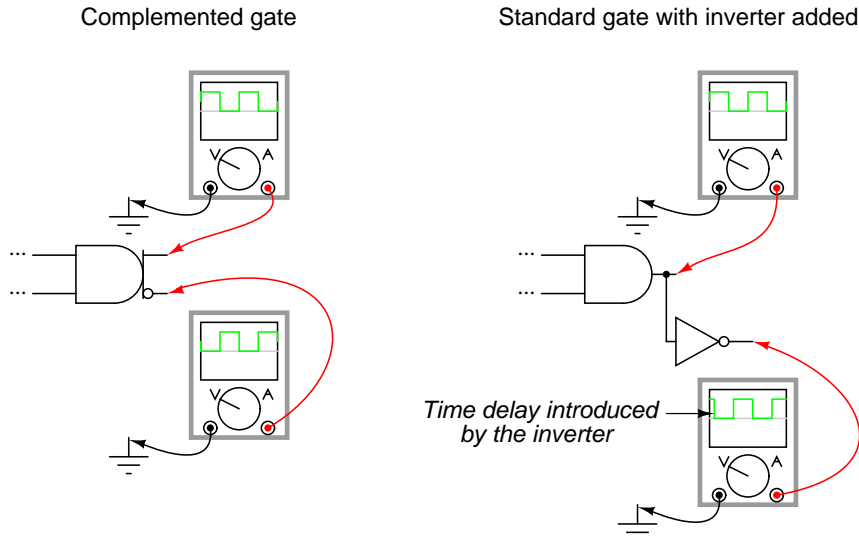 Complemented gate
Standard gate with inverter added
V A
V A
...
...
...
...
V A
Time delay introduced
by the inverter
V A